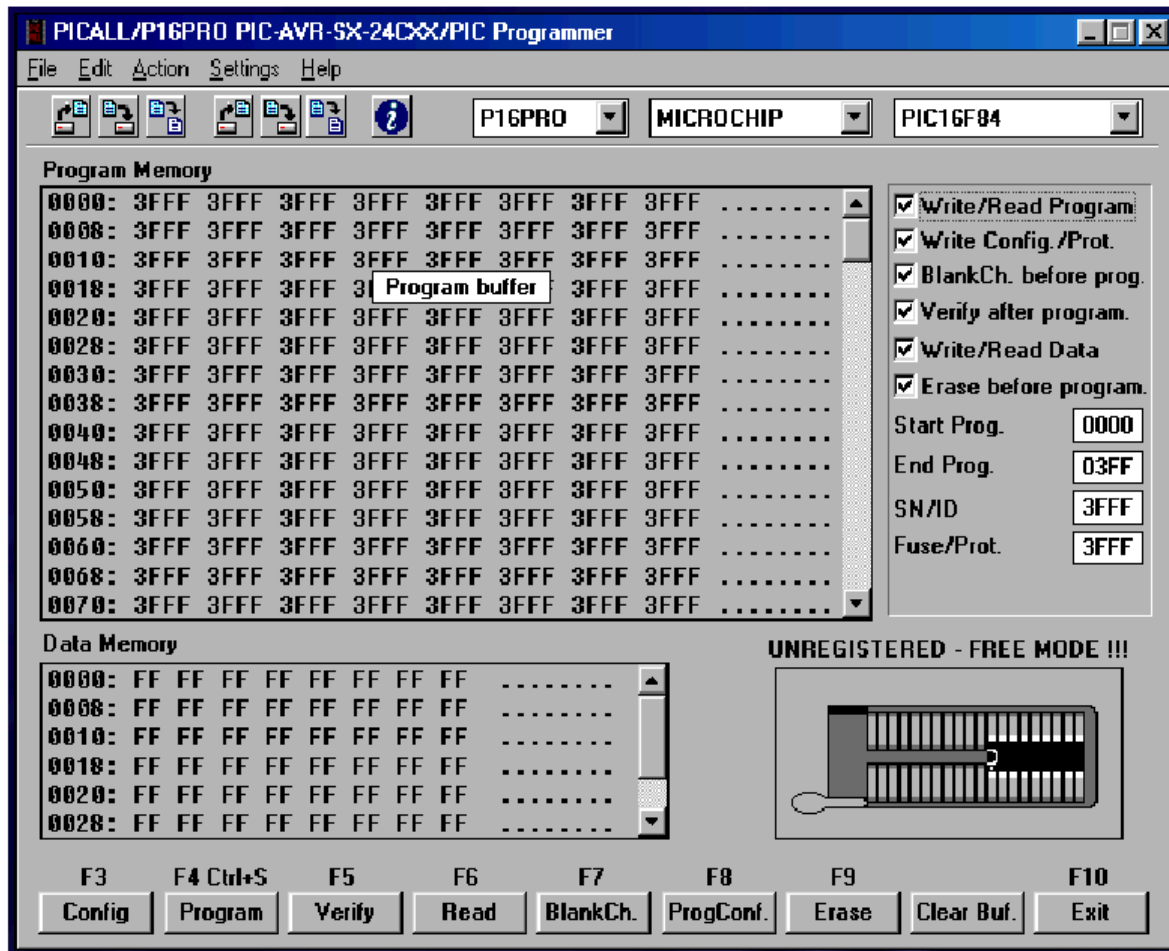 PICALL/P16PRO PIC-AVR-SX-24CXX/PIC Programmer
File Edit Action Settings Help
P16PRO MICROCHIP PIC16F84
Program Memory
0000: 3FFF 3FFF 3FFF 3FFF 3FFF 3FFF 3FFF 3FFF ........
0008: 3FFF 3FFF 3FFF 3FFF 3FFF 3FFF 3FFF 3FFF ........
0010: 3FFF 3FFF 3FFF 3FFF 3FFF 3FFF 3FFF 3FFF ........
0018: 3FFF 3FFF 3FFF 3F Program buffer F 3FFF 3FFF ........
0020: 3FFF 3FFF 3FFF 3FFF 3FFF 3FFF 3FFF 3FFF ........
0028: 3FFF 3FFF 3FFF 3FFF 3FFF 3FFF 3FFF 3FFF ........
0030: 3FFF 3FFF 3FFF 3FFF 3FFF 3FFF 3FFF 3FFF ........
0038: 3FFF 3FFF 3FFF 3FFF 3FFF 3FFF 3FFF 3FFF ........
0040: 3FFF 3FFF 3FFF 3FFF 3FFF 3FFF 3FFF 3FFF ........
0048: 3FFF 3FFF 3FFF 3FFF 3FFF 3FFF 3FFF 3FFF ........
0050: 3FFF 3FFF 3FFF 3FFF 3FFF 3FFF 3FFF 3FFF ........
0058: 3FFF 3FFF 3FFF 3FFF 3FFF 3FFF 3FFF 3FFF ........
0060: 3FFF 3FFF 3FFF 3FFF 3FFF 3FFF 3FFF 3FFF ........
0068: 3FFF 3FFF 3FFF 3FFF 3FFF 3FFF 3FFF 3FFF ........
0070: 3FFF 3FFF 3FFF 3FFF 3FFF 3FFF 3FFF 3FFF ........
Write/Read Program
Write Config./Prot.
BlankCh. before prog.
Verify after program.
Write/Read Data
Erase before program.
Start Prog. 0000
End Prog. 03FF
SN/ID 3FFF
Fuse/Prot. 3FFF
Data Memory
0000: FF FF FF FF FF FF FF FF ........
0008: FF FF FF FF FF FF FF FF ........
0010: FF FF FF FF FF FF FF FF ........
0018: FF FF FF FF FF FF FF FF ........
0020: FF FF FF FF FF FF FF FF ........
0028: FF FF FF FF FF FF FF FF ........
UNREGISTERED - FREE MODE !!!
F3 F4 Ctrl+S F5 F6 F7 F8 F9 F10
Config Program Verify Read BlankCh. ProgConf. Erase Clear Buf. Exit